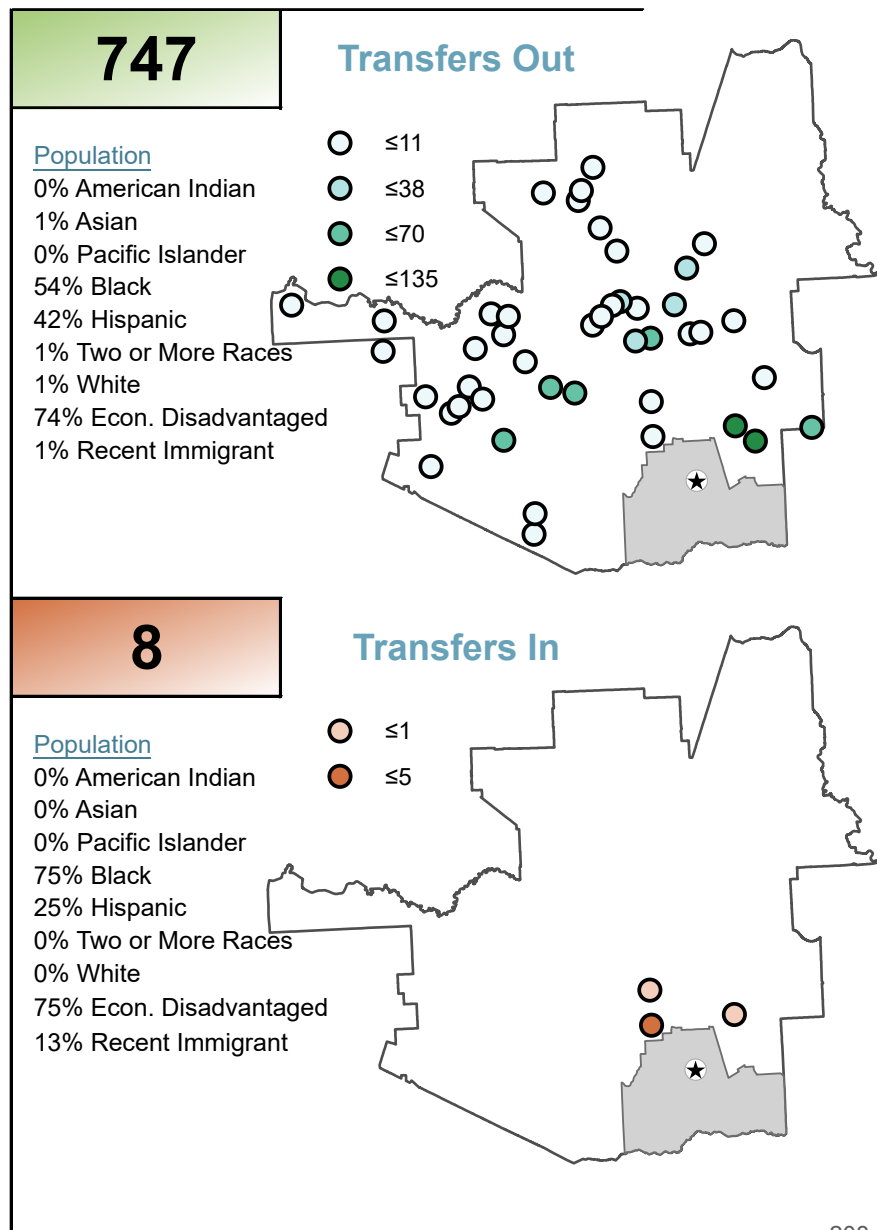 747
Transfers Out
Population
0% American Indian
1% Asian
0% Pacific Islander
54% Black
42% Hispanic
1% Two or More Races
1% White
74% Econ. Disadvantaged
1% Recent Immigrant
≤11
≤38
≤70
≤135
8
Transfers In
Population
0% American Indian
0% Asian
0% Pacific Islander
75% Black
25% Hispanic
0% Two or More Races
0% White
75% Econ. Disadvantaged
13% Recent Immigrant
≤1
≤5